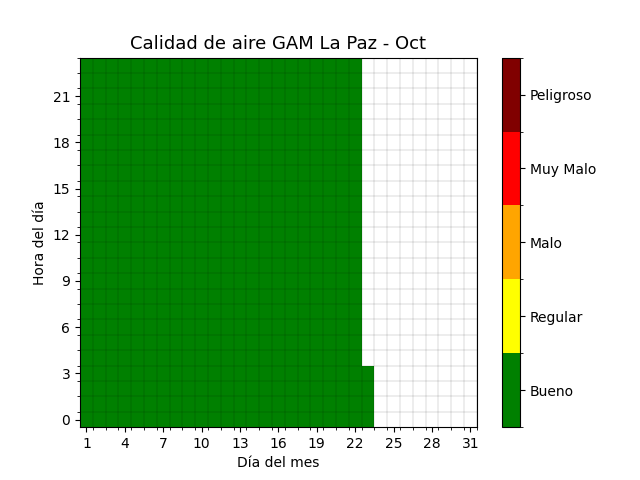 Calidad de aire GAM La Paz - Oct
Hora del día
21
18
15
12
9
6
3
0
1 4 7 10 13 16 19 22 25 28 31
Día del mes
Peligroso
Muy Malo
Malo
Regular
Bueno